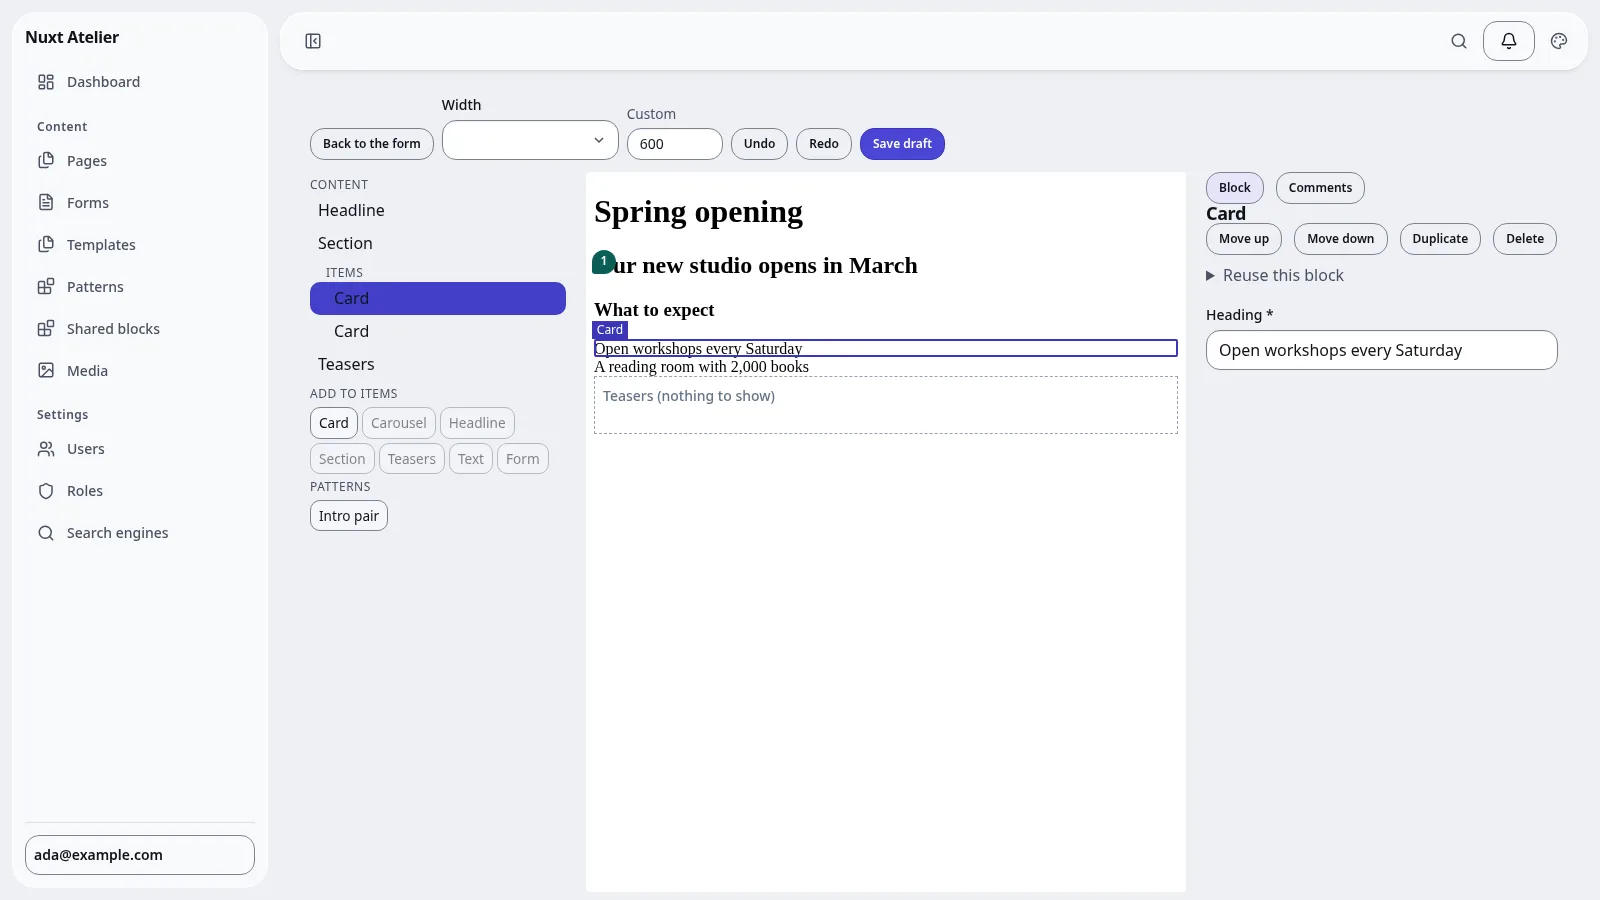 Nuxt Atelier
Dashboard
Content
Pages
Forms
Templates
Patterns
Shared blocks
Media
Settings
Users
Roles
Search engines
ada@example.com
Width
Custom
Back to the form
600
Undo
Redo
Save draft
CONTENT
Headline
Section
ITEMS
Card
Card
Teasers
ADD TO ITEMS
Card Carousel Headline
Section Teasers Text Form
PATTERNS
Intro pair
Spring opening
1
ur new studio opens in March
What to expect
Card
Open workshops every Saturday
A reading room with 2,000 books
Teasers (nothing to show)
Block Comments
Card
Move up Move down Duplicate Delete
Reuse this block
Heading *
Open workshops every Saturday